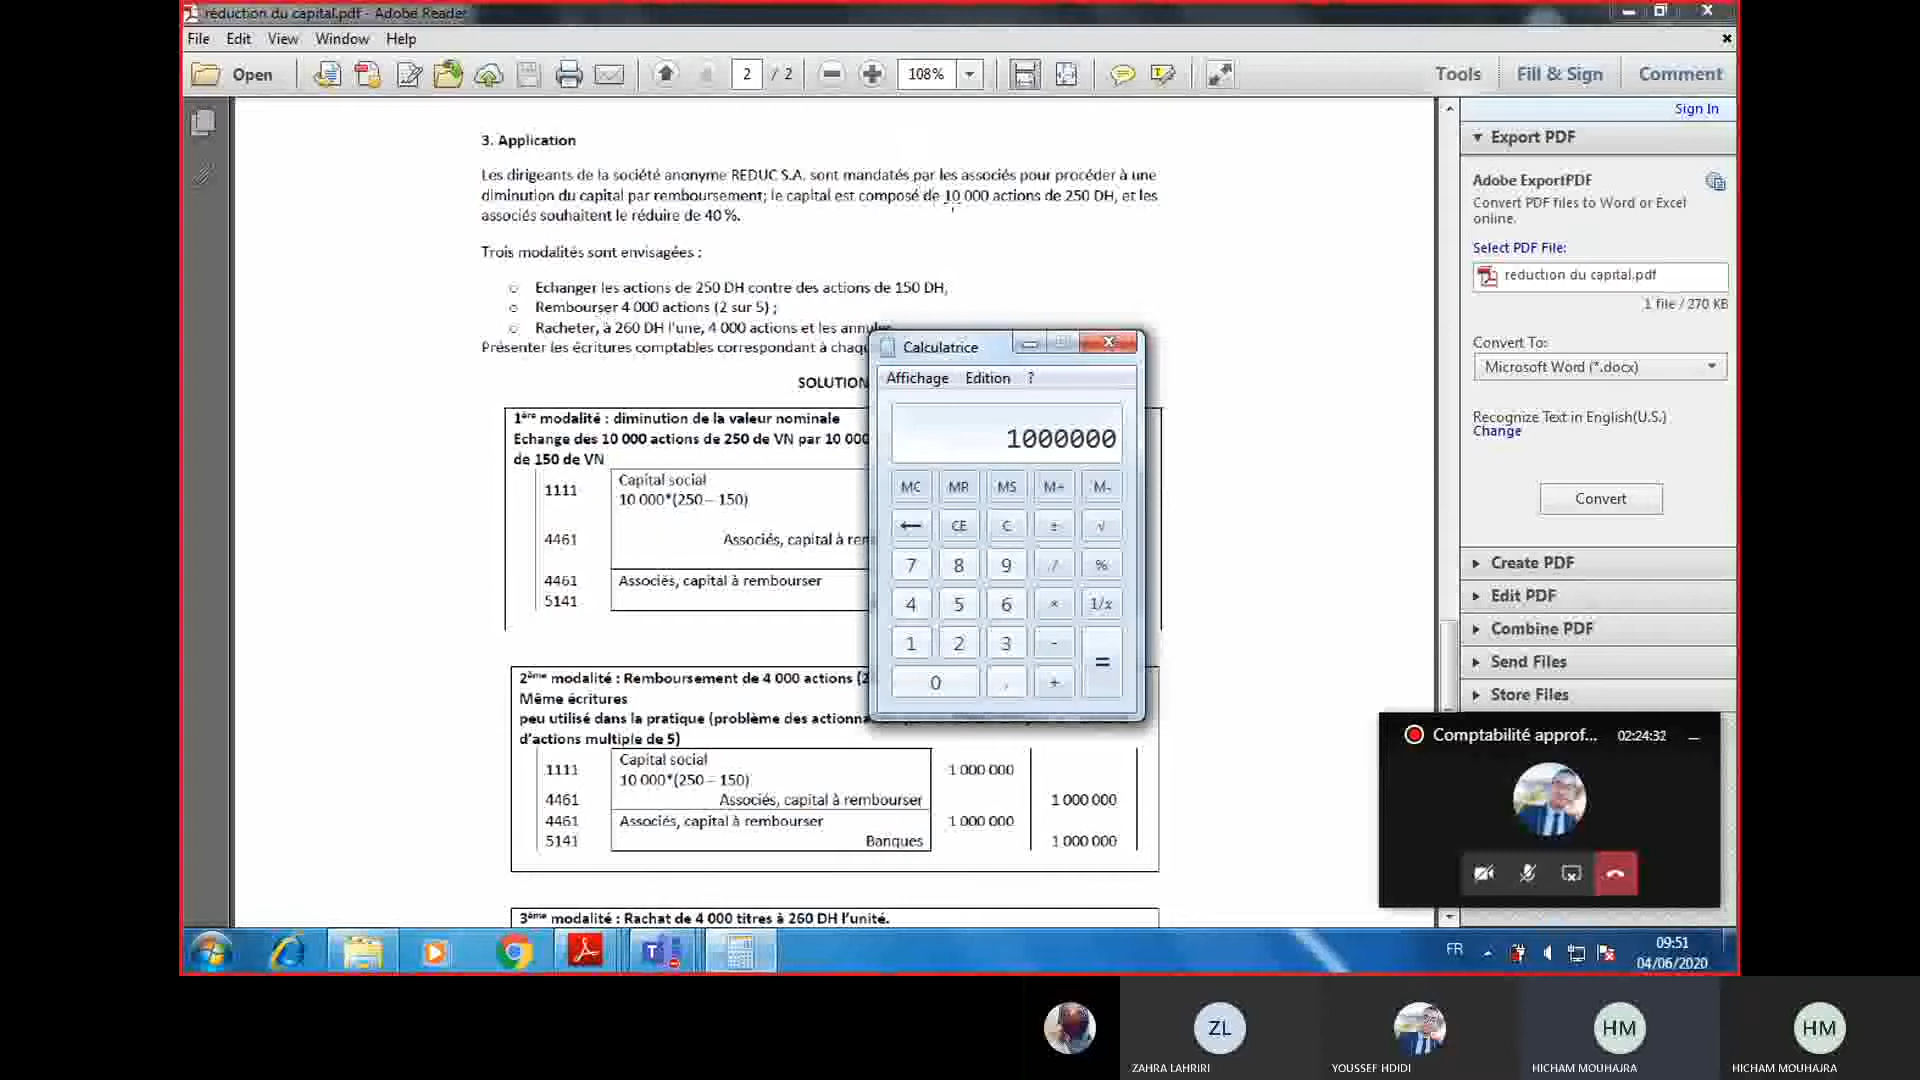 réduction du capital.pdf - Adobe Reader
File Edit View Window Help
Open 2 / 2 108% Tools Fill & Sign Comment
Sign In
3. Application
Les dirigeants de la société anonyme REDUC S.A. sont mandatés par les associés pour procéder à une
diminution du capital par remboursement; le capital est composé de 10 000 actions de 250 DH, et les
associés souhaitent le réduire de 40 %.
Trois modalités sont envisagées :
○ Echanger les actions de 250 DH contre des actions de 150 DH,
○ Rembourser 4 000 actions (2 sur 5) ;
○ Racheter, à 260 DH l'une, 4 000 actions et les annuler
Présenter les écritures comptables correspondant à chaq
SOLUTION
1ère modalité : diminution de la valeur nominale
Echange des 10 000 actions de 250 de VN par 10 000
de 150 de VN
1111 Capital social
10 000*(250 – 150)
4461 Associés, capital à rem
4461 Associés, capital à rembourser
5141
2ème modalité : Remboursement de 4 000 actions (2
Même écritures
peu utilisé dans la pratique (problème des actionna
d'actions multiple de 5)
1111 Capital social 1 000 000
10 000*(250 – 150)
4461 Associés, capital à rembourser 1 000 000
4461 Associés, capital à rembourser 1 000 000
5141 Banques 1 000 000
3ème modalité : Rachat de 4 000 titres à 260 DH l'unité.
Calculatrice
Affichage Edition ?
1000000
MC MR MS M+ M-
← CE C ± √
7 8 9 / %
4 5 6 * 1/x
1 2 3 - =
0 , +
Export PDF
Adobe ExportPDF
Convert PDF files to Word or Excel
online.
Select PDF File:
reduction du capital.pdf
1 file / 270 KB
Convert To:
Microsoft Word (*.docx)
Recognize Text in English(U.S.)
Change
Convert
Create PDF
Edit PDF
Combine PDF
Send Files
Store Files
Comptabilité approf... 02:24:32
FR
09:51
04/06/2020
ZL
HM
HM
ZAHRA LAHRIRI
YOUSSEF HDIDI
HICHAM MOUHAJRA
HICHAM MOUHAJRA